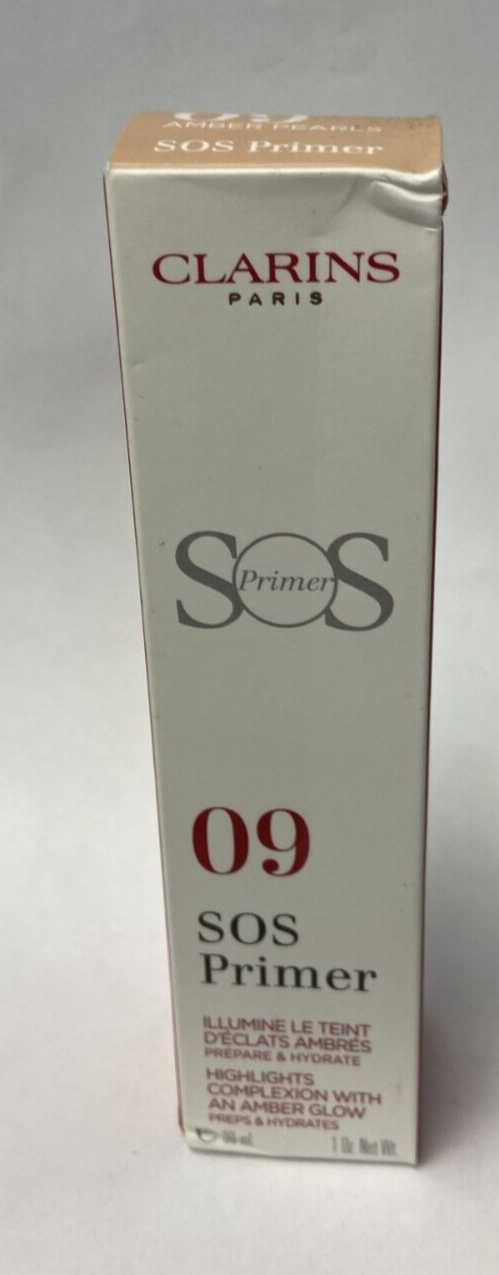 AMBER PEARLS
SOS Primer
CLARINS
PARIS
SOS
Primer
09
SOS
Primer
ILLUMINE LE TEINT
D'ÉCLATS AMBRÉS
PRÉPARE & HYDRATE
HIGHLIGHTS
COMPLEXION WITH
AN AMBER GLOW
PREPS & HYDRATES
1 Oz. Net Wt.